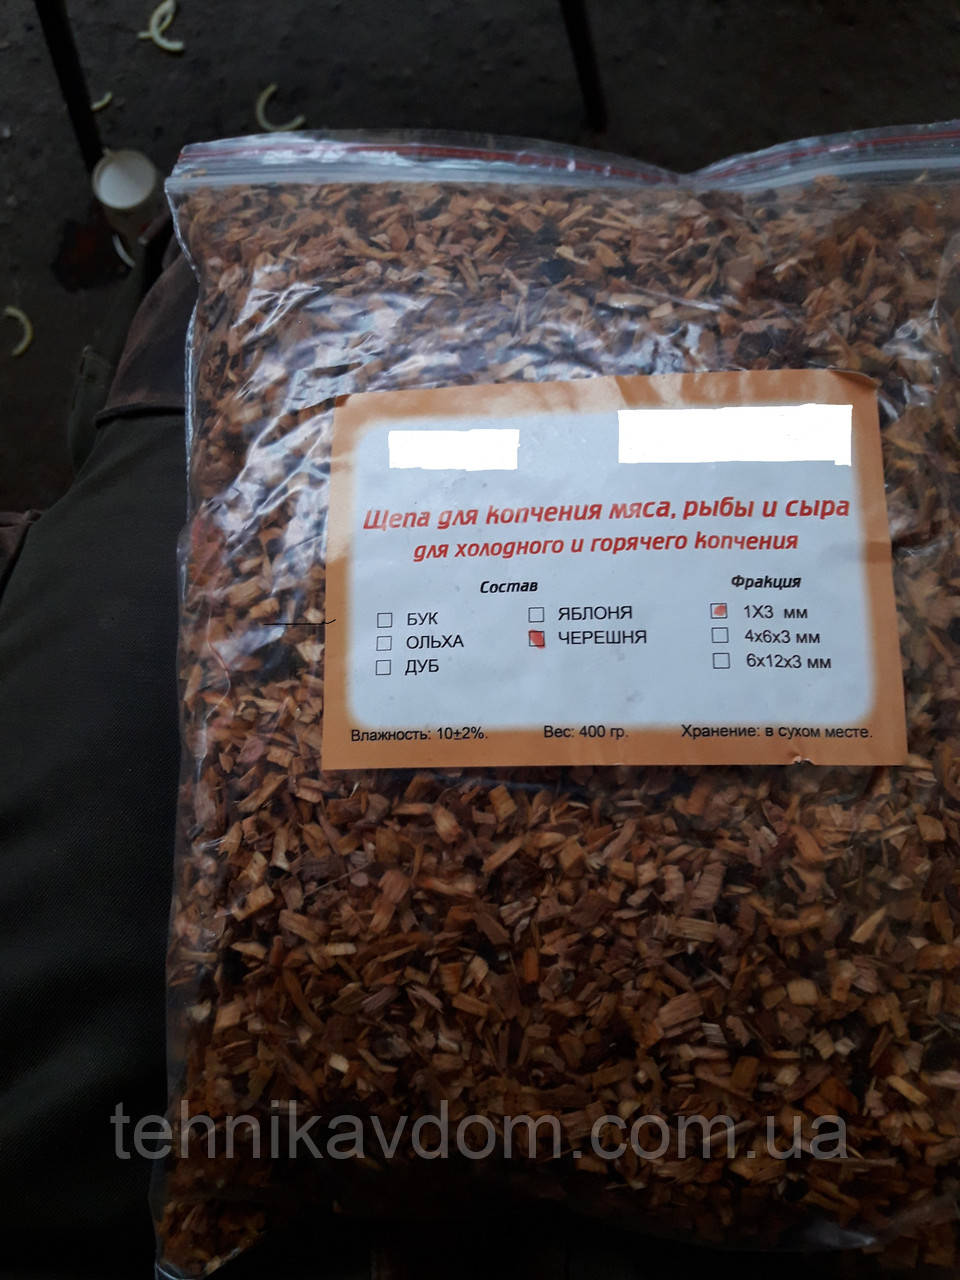 Щепа для копчения мяса, рыбы и сыра
для холодного и горячего копчения
Состав
Фракция
БУК
ЯБЛОНЯ
1Х3 мм
ОЛЬХА
ЧЕРЕШНЯ
4х6х3 мм
ДУБ
6х12х3 мм
Влажность: 10±2%.
Вес: 400 гр.
Хранение: в сухом месте.
tehnikavdom.com.ua